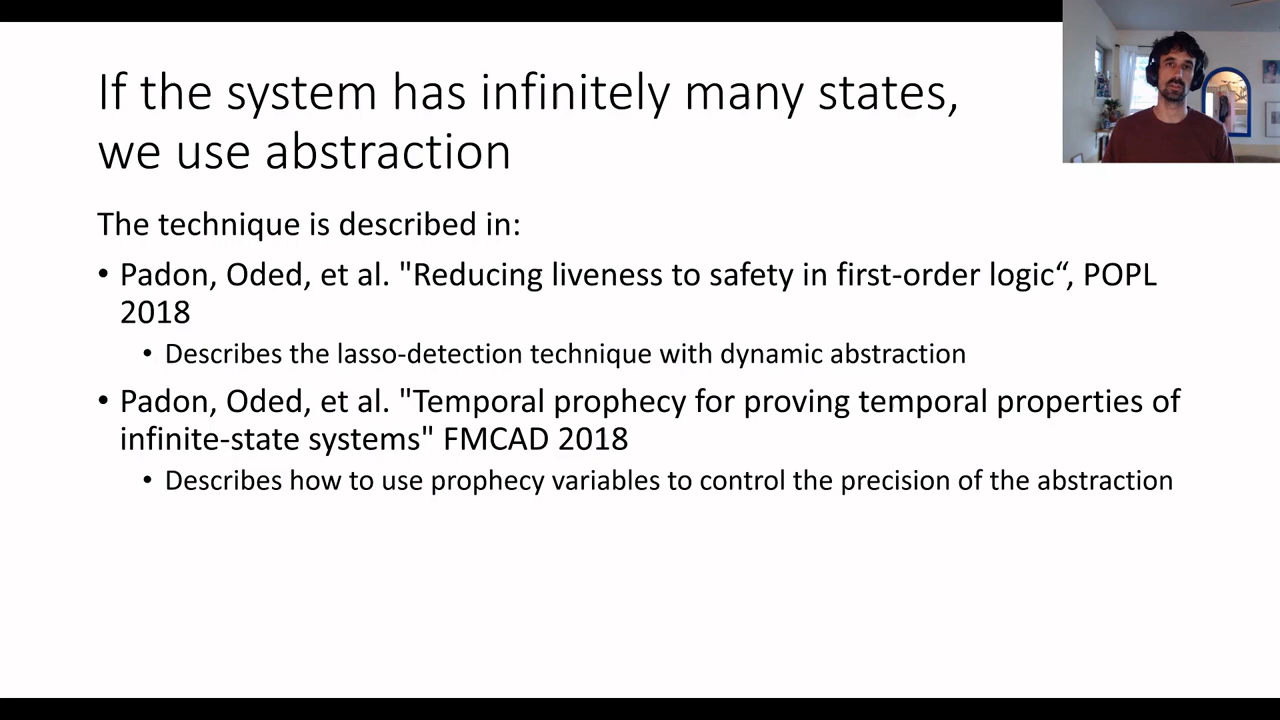 If the system has infinitely many states,
we use abstraction
The technique is described in:
• Padon, Oded, et al. "Reducing liveness to safety in first-order logic“, POPL
2018
• Describes the lasso-detection technique with dynamic abstraction
• Padon, Oded, et al. "Temporal prophecy for proving temporal properties of
infinite-state systems" FMCAD 2018
• Describes how to use prophecy variables to control the precision of the abstraction